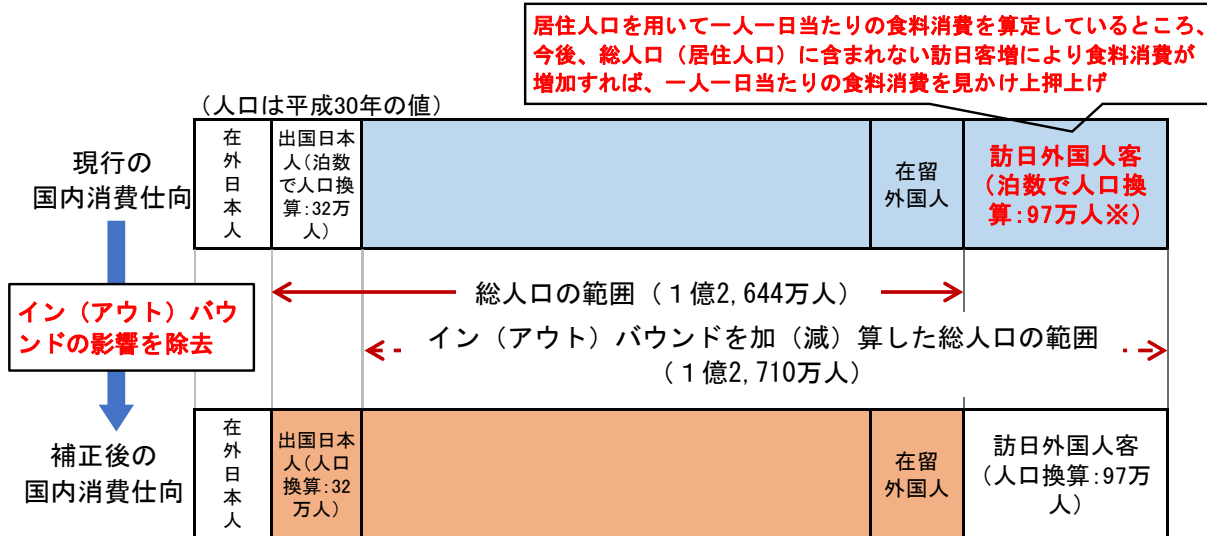 居住人口を用いて一人一日当たりの食料消費を算定しているところ、
今後、総人口（居住人口）に含まれない訪日客増により食料消費が
増加すれば、一人一日当たりの食料消費を見かけ上押上げ
（人口は平成30年の値）
現行の
国内消費仕向
在外日本人
出国日本
人（泊数
で人口換
算：32万
人）
在留
外国人
訪日外国人客
（泊数で人口換
算：97万人※）
イン（アウト）バウ
ンドの影響を除去
総人口の範囲（１億2,644万人）
イン（アウト）バウンドを加（減）算した総人口の範囲
（１億2,710万人）
補正後の
国内消費仕向
在外日本人
出国日本
人（人口
換算：32
万人）
在留
外国人
訪日外国人客
（人口換算：97万
人）